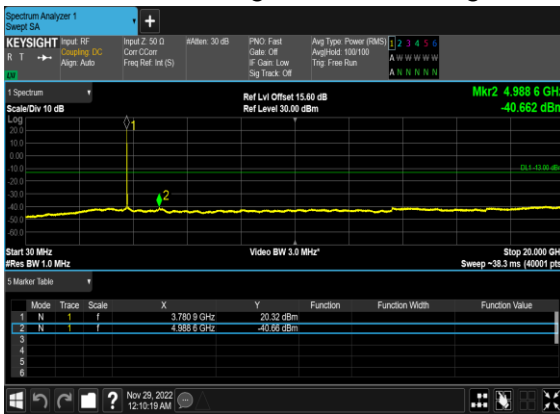 Spectrum Analyzer 1
Swept SA
KEYSIGHT Input: RF Input Z: 50 Ω #Atten: 30 dB PNO: Fast Avg Type: Power (RMS) 1 2 3 4 5 6
R T Coupling: DC Corr CCorr Gate: Off Avg|Hold: 100/100 A W W W W W
Align: Auto Freq Ref: Int (S) IF Gain: Low Trig: Free Run
LV Sig Track: Off A N N N N N
1 Spectrum Ref Lvl Offset 15.60 dB Mkr2 4.988 6 GHz
Scale/Div 10 dB Ref Level 30.00 dBm -40.662 dBm
Log
20.0
10.0
0.00
-10.0
-20.0
-30.0
-40.0
-50.0
-60.0
1
DL1 -13.00 dBm
2
Start 30 MHz Video BW 3.0 MHz* Stop 20.000 GHz
#Res BW 1.0 MHz Sweep ~38.3 ms (40001 pts)
5 Marker Table
Mode Trace Scale X Y Function Function Width Function Value
1 N 1 f 3.780 9 GHz 20.32 dBm
2 N 1 f 4.988 6 GHz -40.66 dBm
3
4
5
6
? Nov 29, 2022
12:10:19 AM